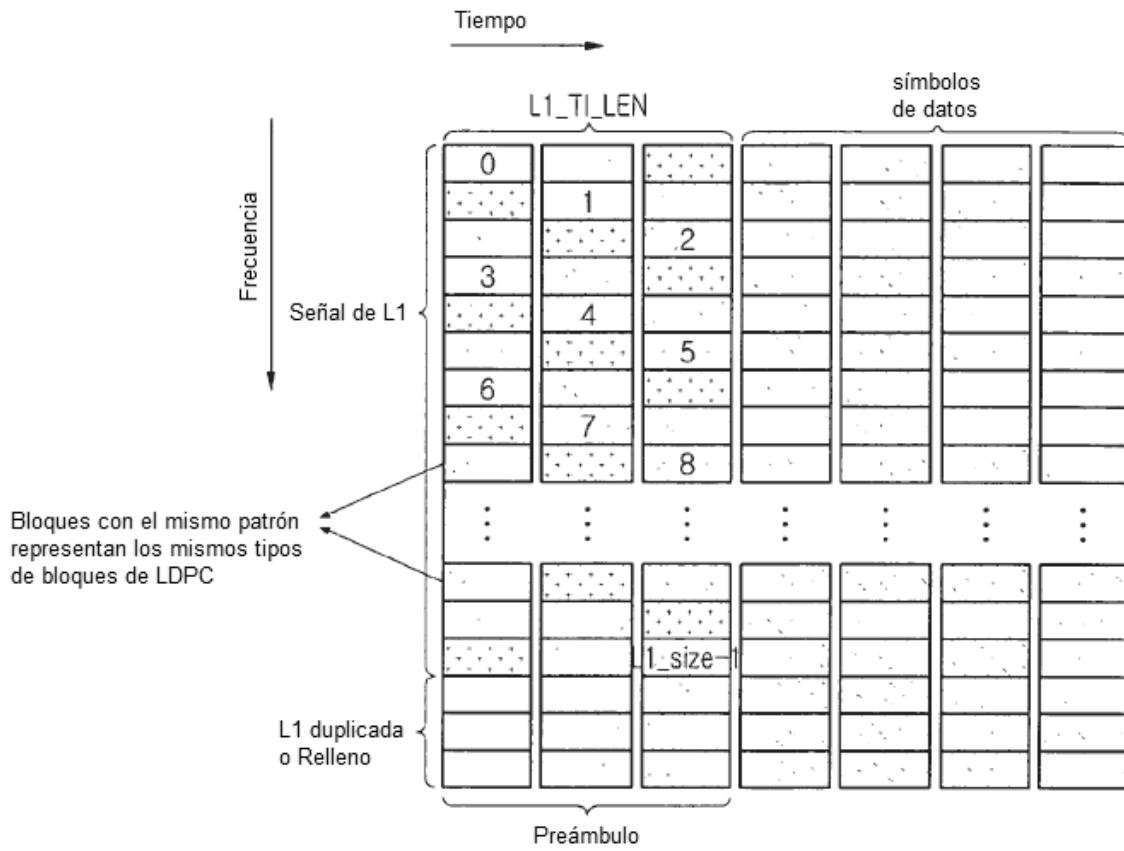 Tiempo
L1_TI_LEN
símbolos
de datos
Frecuencia
Señal de L1
0
1
2
3
4
5
6
7
8
Bloques con el mismo patrón
representan los mismos tipos
de bloques de LDPC
L1_size-1
L1 duplicada
o Relleno
Preámbulo